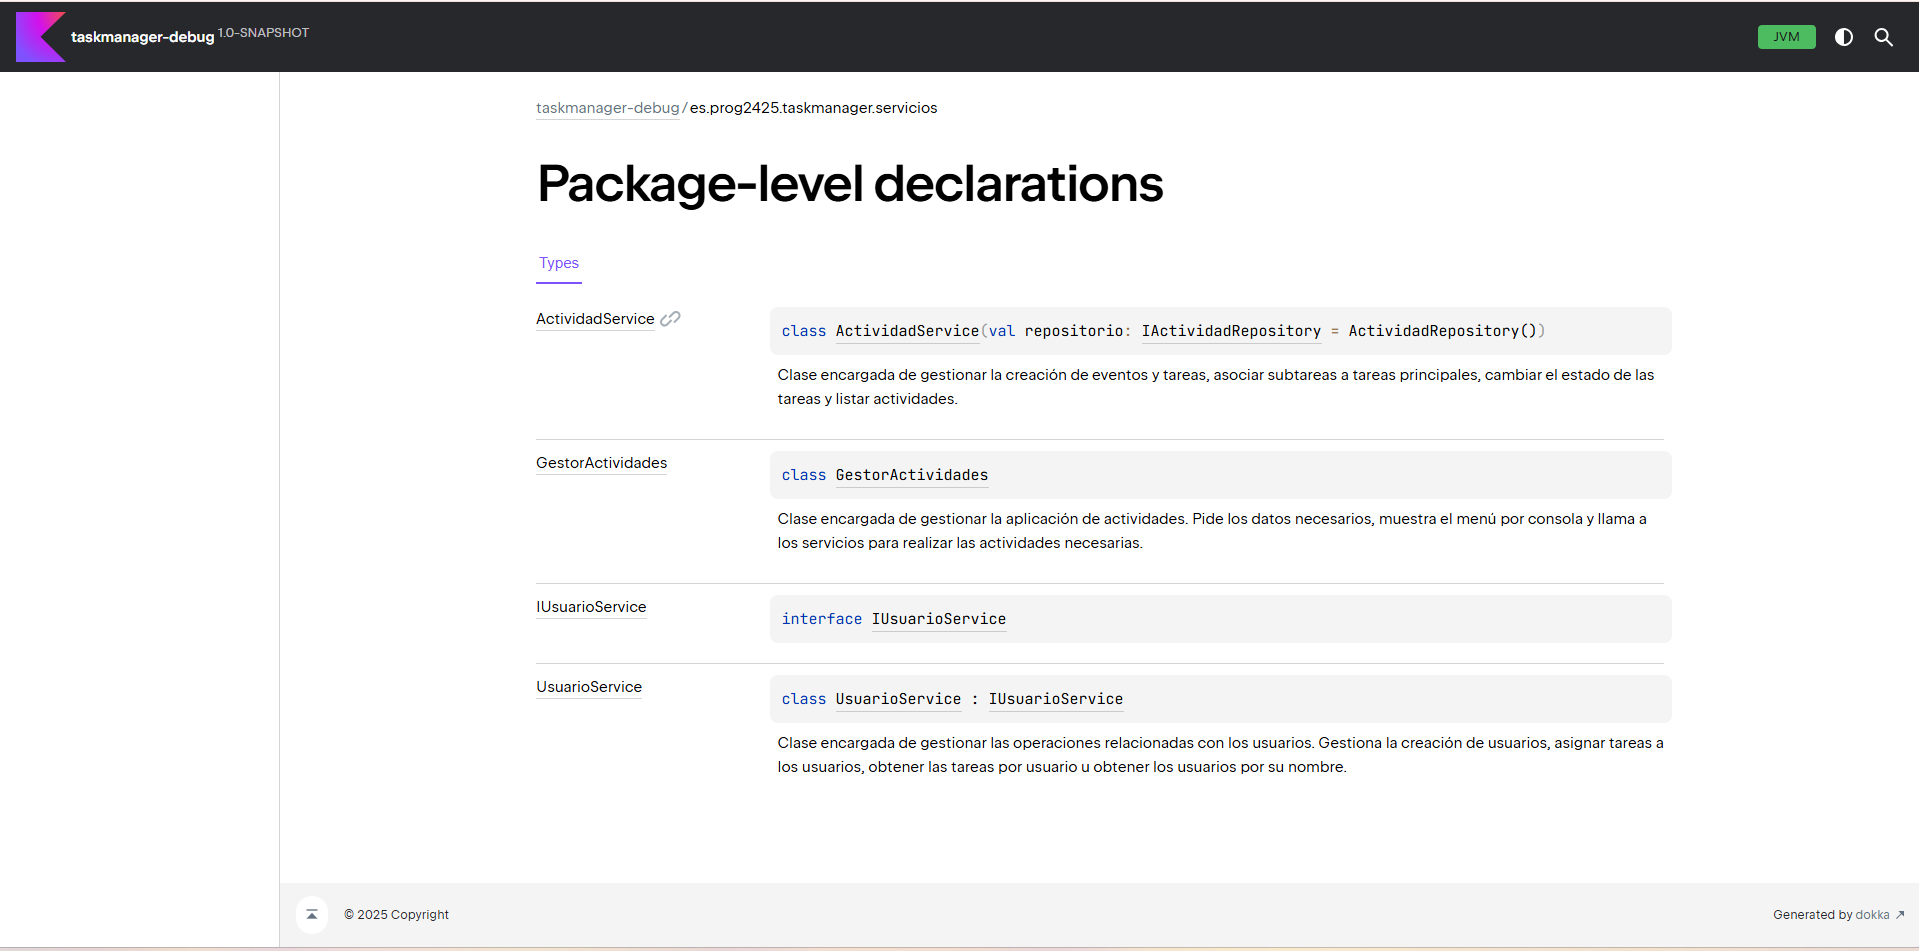 taskmanager-debug 1.0-SNAPSHOT
JVM
taskmanager-debug/es.prog2425.taskmanager.servicios
Package-level declarations
Types
ActividadService
class ActividadService(val repositorio: IActividadRepository = ActividadRepository())
Clase encargada de gestionar la creación de eventos y tareas, asociar subtareas a tareas principales, cambiar el estado de las
tareas y listar actividades.
GestorActividades
class GestorActividades
Clase encargada de gestionar la aplicación de actividades. Pide los datos necesarios, muestra el menú por consola y llama a
los servicios para realizar las actividades necesarias.
IUsuarioService
interface IUsuarioService
UsuarioService
class UsuarioService : IUsuarioService
Clase encargada de gestionar las operaciones relacionadas con los usuarios. Gestiona la creación de usuarios, asignar tareas a
los usuarios, obtener las tareas por usuario u obtener los usuarios por su nombre.
© 2025 Copyright
Generated by dokka